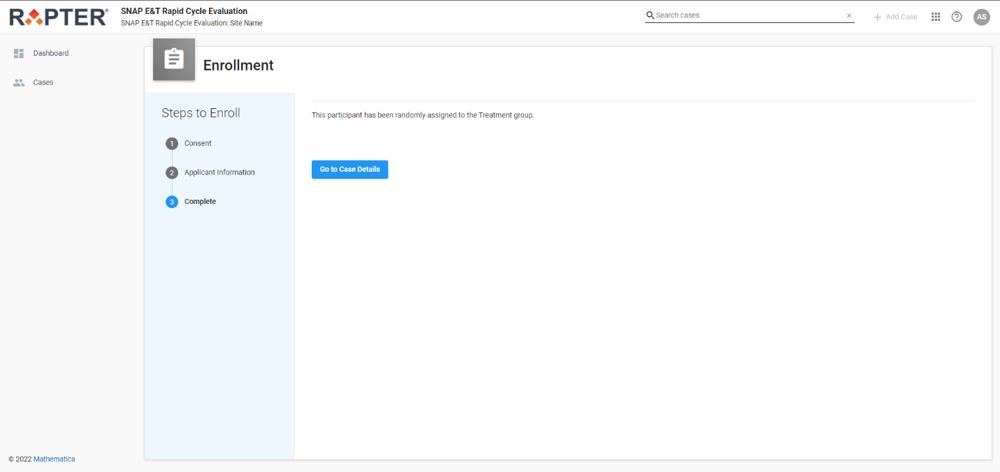 RAPTER®
SNAP E&T Rapid Cycle Evaluation
SNAP E&T Rapid Cycle Evaluation: Site Name
Search cases
×
+ Add Case
?
AS
Dashboard
Cases
Enrollment
Steps to Enroll
1 Consent
2 Applicant Information
3 Complete
This participant has been randomly assigned to the Treatment group.
Go to Case Details
© 2022 Mathematica